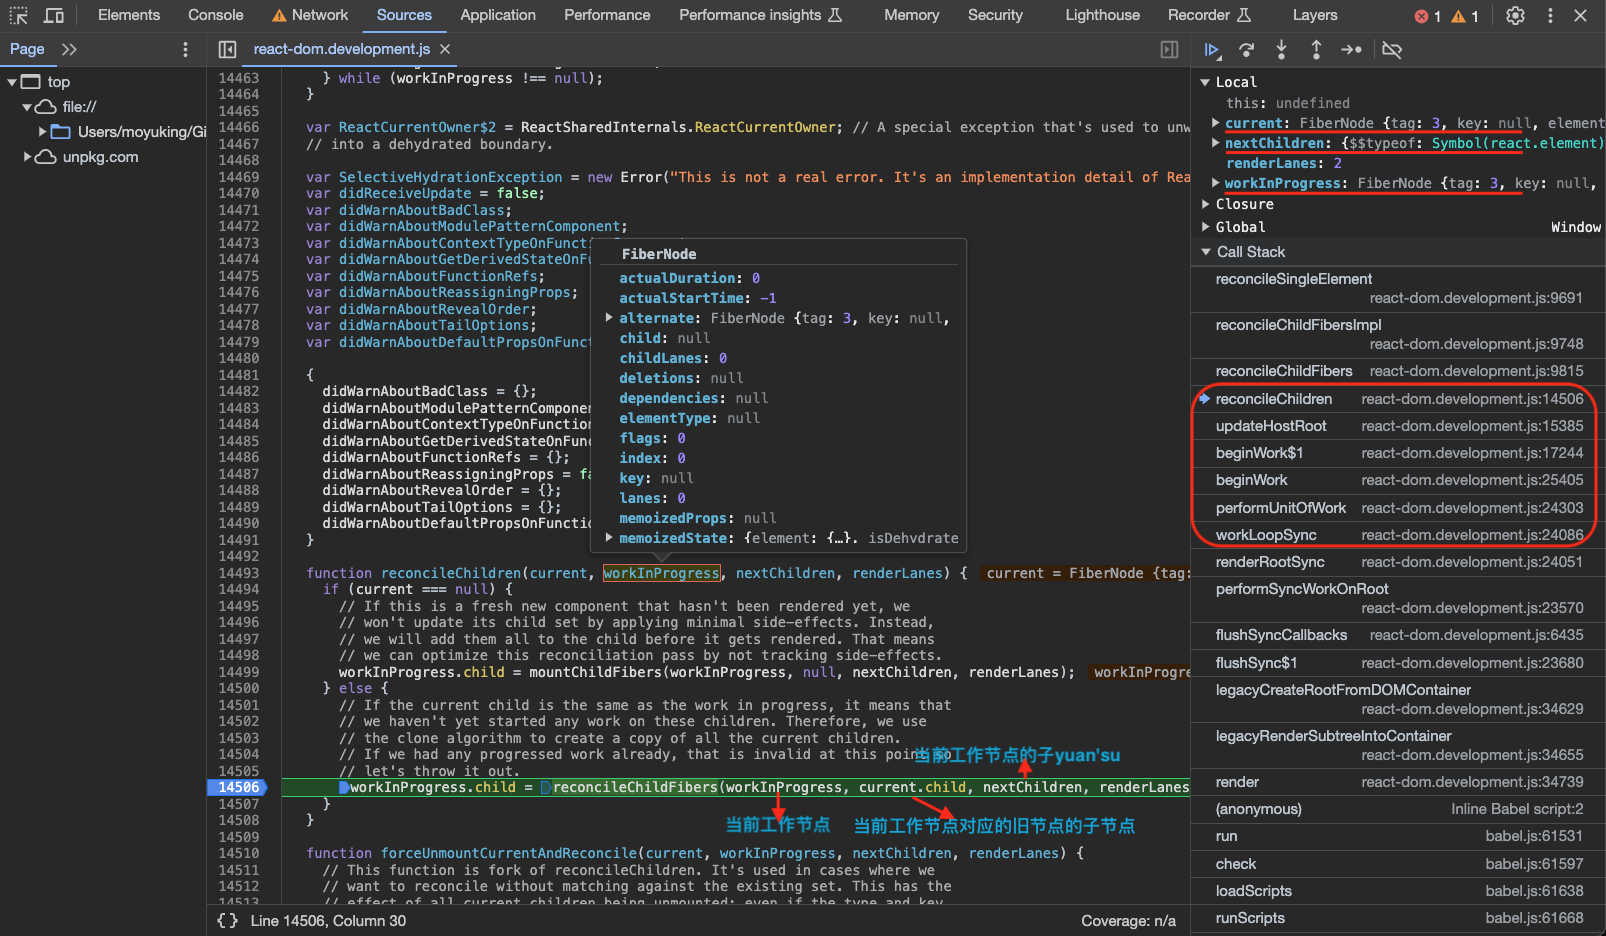 Elements Console Network Sources Application Performance Performance insights Memory Security Lighthouse Recorder Layers 1 1
Page
react-dom.development.js
top
file://
Users/moyuking/Gi
unpkg.com
14463 } while (workInProgress !== null);
14464 }
14465
14466 var ReactCurrentOwner$2 = ReactSharedInternals.ReactCurrentOwner; // A special exception that's used to unw
14467 // into a dehydrated boundary.
14468
14469 var SelectiveHydrationException = new Error("This is not a real error. It's an implementation detail of Rea
14470 var didReceiveUpdate = false;
14471 var didWarnAboutBadClass;
14472 var didWarnAboutModulePatternComponent;
14473 var didWarnAboutContextTypeOnFunction
14474 var didWarnAboutGetDerivedStateOnFu
14475 var didWarnAboutFunctionRefs;
14476 var didWarnAboutReassigningProps;
14477 var didWarnAboutRevealOrder;
14478 var didWarnAboutTailOptions;
14479 var didWarnAboutDefaultPropsOnFunct
14480
14481 {
14482 didWarnAboutBadClass = {};
14483 didWarnAboutModulePatternComponen
14484 didWarnAboutContextTypeOnFunction
14485 didWarnAboutGetDerivedStateOnFunc
14486 didWarnAboutFunctionRefs = {};
14487 didWarnAboutReassigningProps = fa
14488 didWarnAboutRevealOrder = {};
14489 didWarnAboutTailOptions = {};
14490 didWarnAboutDefaultPropsOnFunctio
14491 }
14492
14493 function reconcileChildren(current, workInProgress, nextChildren, renderLanes) { current = FiberNode {tag:
14494 if (current === null) {
14495 // If this is a fresh new component that hasn't been rendered yet, we
14496 // won't update its child set by applying minimal side-effects. Instead,
14497 // we will add them all to the child before it gets rendered. That means
14498 // we can optimize this reconciliation pass by not tracking side-effects.
14499 workInProgress.child = mountChildFibers(workInProgress, null, nextChildren, renderLanes); workInProgre
14500 } else {
14501 // If the current child is the same as the work in progress, it means that
14502 // we haven't yet started any work on these children. Therefore, we use
14503 // the clone algorithm to create a copy of all the current children.
14504 // If we had any progressed work already, that is invalid at this point so
当前工作节点的子yuan'su
14505 // let's throw it out.
14506 workInProgress.child = reconcileChildFibers(workInProgress, current.child, nextChildren, renderLanes
14507 }
14508 }
当前工作节点 当前工作节点对应的旧节点的子节点
14509
14510 function forceUnmountCurrentAndReconcile(current, workInProgress, nextChildren, renderLanes) {
14511 // This function is fork of reconcileChildren. It's used in cases where we
14512 // want to reconcile without matching against the existing set. This has the
14513 // effect of all current children being unmounted; even if the type and key
{} Line 14506, Column 30 Coverage: n/a
FiberNode
actualDuration: 0
actualStartTime: -1
alternate: FiberNode {tag: 3, key: null,
child: null
childLanes: 0
deletions: null
dependencies: null
elementType: null
flags: 0
index: 0
key: null
lanes: 0
memoizedProps: null
memoizedState: {element: {…}, isDehydrate
Local
this: undefined
current: FiberNode {tag: 3, key: null, element
nextChildren: {$$typeof: Symbol(react.element)
renderLanes: 2
workInProgress: FiberNode {tag: 3, key: null,
Closure
Global Window
Call Stack
reconcileSingleElement
react-dom.development.js:9691
reconcileChildFibersImpl
react-dom.development.js:9748
reconcileChildFibers react-dom.development.js:9815
reconcileChildren react-dom.development.js:14506
updateHostRoot react-dom.development.js:15385
beginWork$1 react-dom.development.js:17244
beginWork react-dom.development.js:25405
performUnitOfWork react-dom.development.js:24303
workLoopSync react-dom.development.js:24086
renderRootSync react-dom.development.js:24051
performSyncWorkOnRoot
react-dom.development.js:23570
flushSyncCallbacks react-dom.development.js:6435
flushSync$1 react-dom.development.js:23680
legacyCreateRootFromDOMContainer
react-dom.development.js:34629
legacyRenderSubtreeIntoContainer
react-dom.development.js:34655
render react-dom.development.js:34739
(anonymous) Inline Babel script:2
run babel.js:61531
check babel.js:61597
loadScripts babel.js:61638
runScripts babel.js:61668